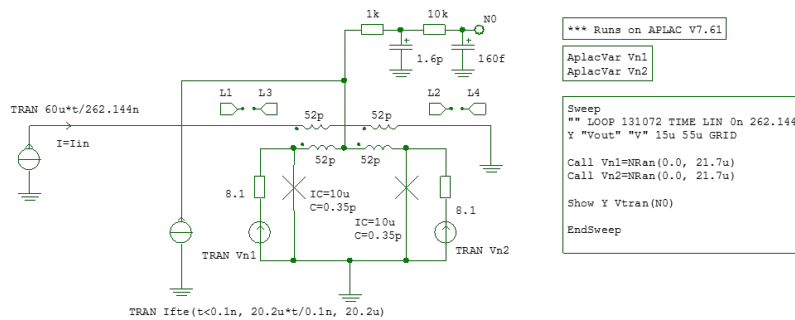 1k
10k
N0
1.6p
160f
L1
L3
L2
L4
TRAN 60u*t/262.144n
I=Iin
52p
52p
52p
52p
8.1
IC=10u
C=0.35p
IC=10u
C=0.35p
8.1
TRAN Vn1
TRAN Vn2
TRAN Ifte(t<0.1n, 20.2u*t/0.1n, 20.2u)
*** Runs on APLAC V7.61
AplacVar Vn1
AplacVar Vn2
Sweep
"" LOOP 131072 TIME LIN 0n 262.144
Y "Vout" "V" 15u 55u GRID
Call Vn1=NRan(0.0, 21.7u)
Call Vn2=NRan(0.0, 21.7u)
Show Y Vtran(N0)
EndSweep